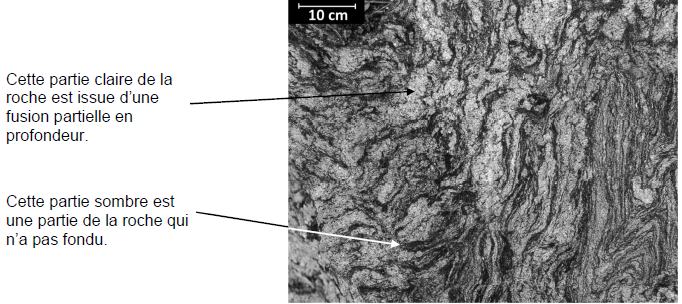 10 cm
Cette partie claire de la
roche est issue d’une
fusion partielle en
profondeur.
Cette partie sombre est
une partie de la roche qui
n’a pas fondu.